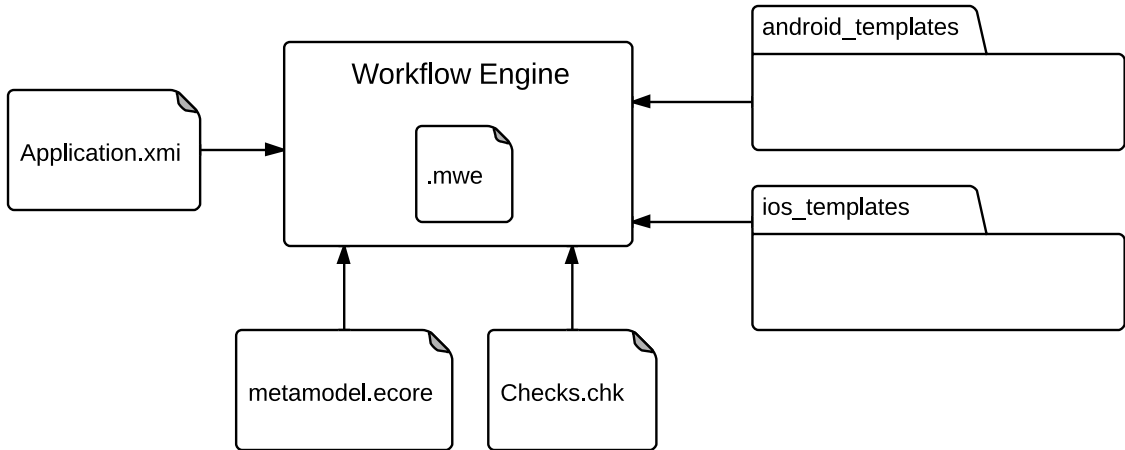 android_templates
Workflow Engine
Application.xmi
.mwe
ios_templates
metamodel.ecore
Checks.chk